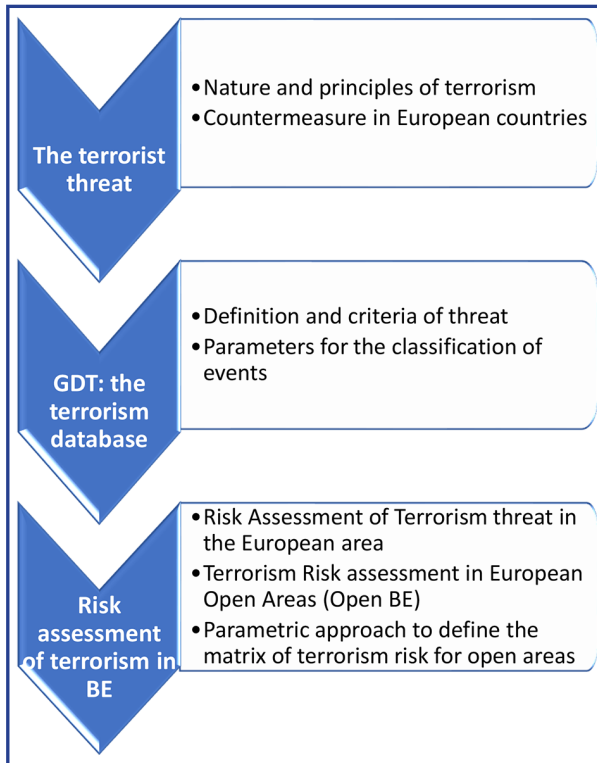 The terrorist
threat
•Nature and principles of terrorism
•Countermeasure in European countries
GDT: the
terrorism
database
•Definition and criteria of threat
•Parameters for the classification of
events
Risk
assessment
of terrorism in
BE
•Risk Assessment of Terrorism threat in
the European area
•Terrorism Risk assessment in European
Open Areas (Open BE)
•Parametric approach to define the
matrix of terrorism risk for open areas